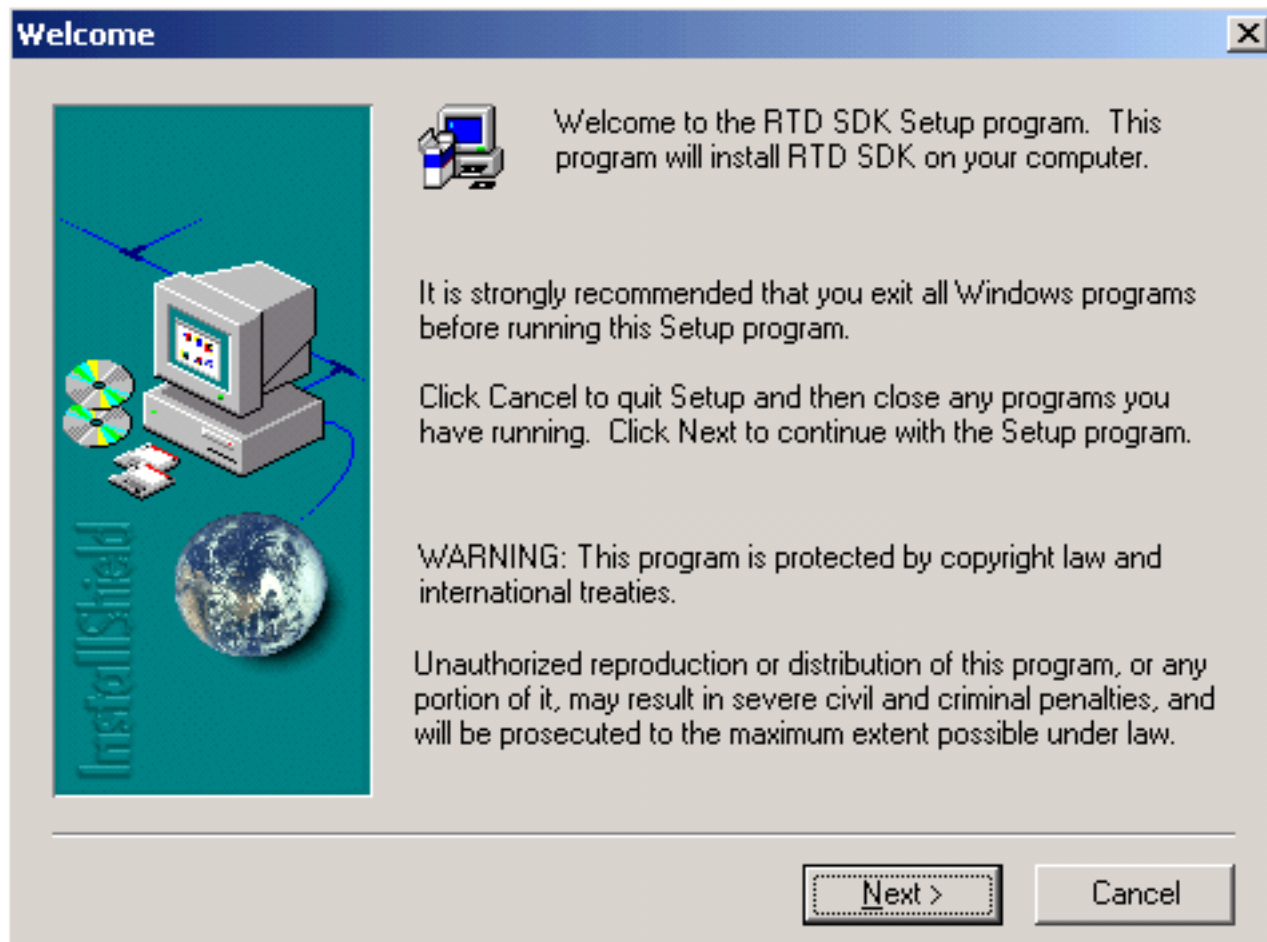 Welcome
Welcome to the RTD SDK Setup program.  This
program will install RTD SDK on your computer.
It is strongly recommended that you exit all Windows programs
before running this Setup program.
Click Cancel to quit Setup and then close any programs you
have running.  Click Next to continue with the Setup program.
WARNING: This program is protected by copyright law and
international treaties.
Unauthorized reproduction or distribution of this program, or any
portion of it, may result in severe civil and criminal penalties, and
will be prosecuted to the maximum extent possible under law.
InstallShield
Next >
Cancel